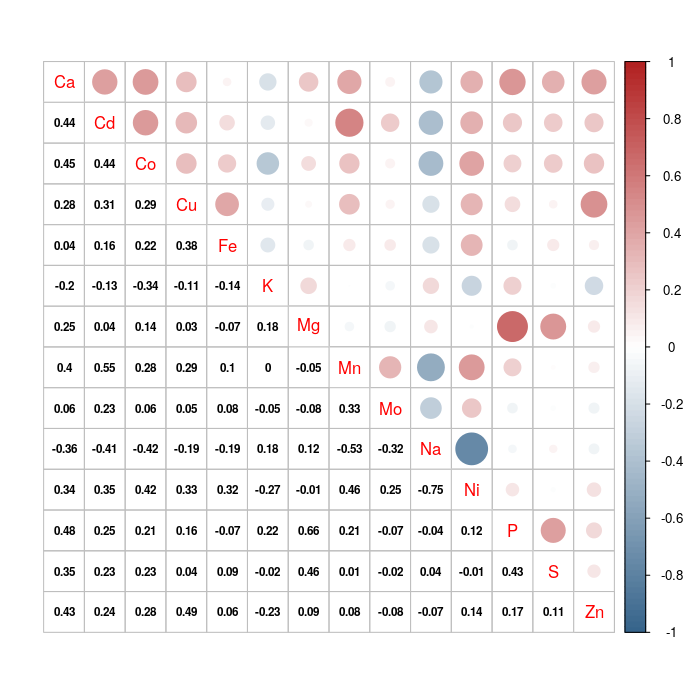 Ca
0.44 Cd
0.45 0.44 Co
0.28 0.31 0.29 Cu
0.04 0.16 0.22 0.38 Fe
-0.2 -0.13 -0.34 -0.11 -0.14 K
0.25 0.04 0.14 0.03 -0.07 0.18 Mg
0.4 0.55 0.28 0.29 0.1 0 -0.05 Mn
0.06 0.23 0.06 0.05 0.08 -0.05 -0.08 0.33 Mo
-0.36 -0.41 -0.42 -0.19 -0.19 0.18 0.12 -0.53 -0.32 Na
0.34 0.35 0.42 0.33 0.32 -0.27 -0.01 0.46 0.25 -0.75 Ni
0.48 0.25 0.21 0.16 -0.07 0.22 0.66 0.21 -0.07 -0.04 0.12 P
0.35 0.23 0.23 0.04 0.09 -0.02 0.46 0.01 -0.02 0.04 -0.01 0.43 S
0.43 0.24 0.28 0.49 0.06 -0.23 0.09 0.08 -0.08 -0.07 0.14 0.17 0.11 Zn
1
0.8
0.6
0.4
0.2
0
-0.2
-0.4
-0.6
-0.8
-1